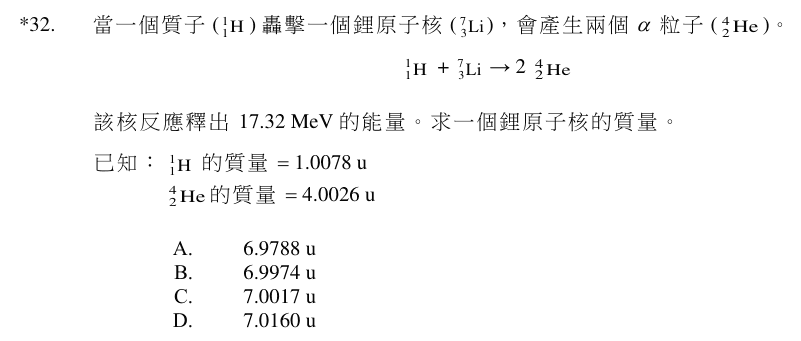 *32. 當一個質子 (¹₁H) 轟擊一個鋰原子核 (⁷₃Li)，會產生兩個 α 粒子 (⁴₂He)。
¹₁H + ⁷₃Li → 2 ⁴₂He
該核反應釋出 17.32 MeV 的能量。求一個鋰原子核的質量。
已知： ¹₁H 的質量 = 1.0078 u
⁴₂He 的質量 = 4.0026 u
A. 6.9788 u
B. 6.9974 u
C. 7.0017 u
D. 7.0160 u